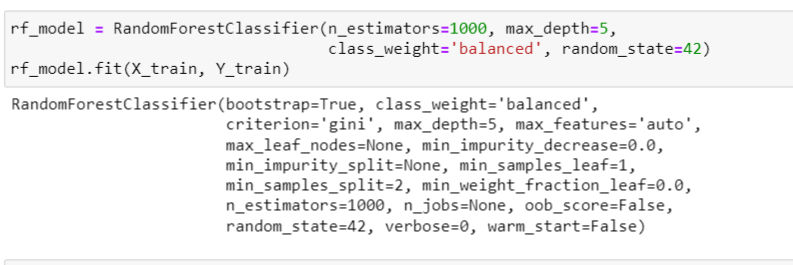 rf_model = RandomForestClassifier(n_estimators=1000, max_depth=5,
class_weight='balanced', random_state=42)
rf_model.fit(X_train, Y_train)
RandomForestClassifier(bootstrap=True, class_weight='balanced',
criterion='gini', max_depth=5, max_features='auto',
max_leaf_nodes=None, min_impurity_decrease=0.0,
min_impurity_split=None, min_samples_leaf=1,
min_samples_split=2, min_weight_fraction_leaf=0.0,
n_estimators=1000, n_jobs=None, oob_score=False,
random_state=42, verbose=0, warm_start=False)